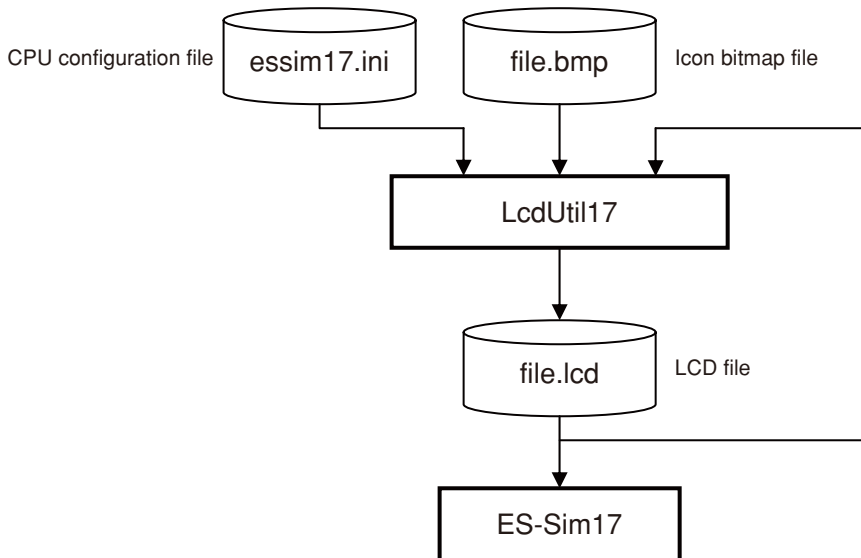 CPU configuration file
essim17.ini
file.bmp
Icon bitmap file
LcdUtil17
file.lcd
LCD file
ES-Sim17